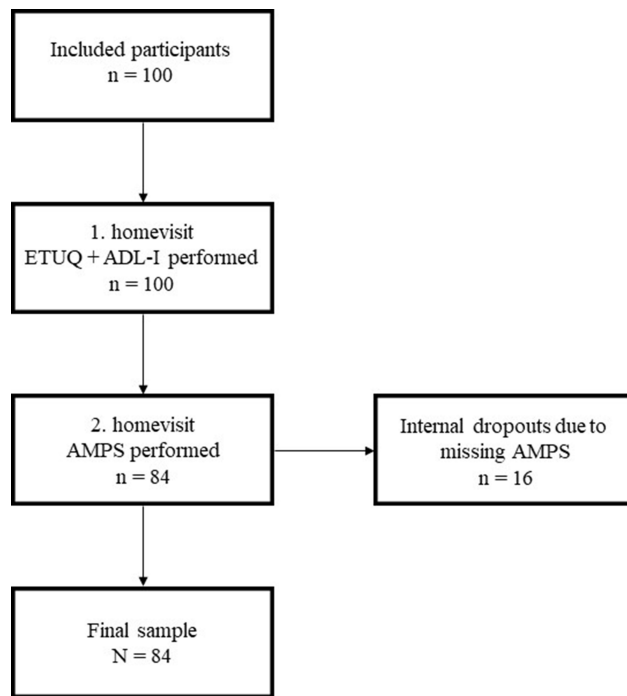 Included participants
n = 100
1. homevisit
ETUQ + ADL-I performed
n = 100
2. homevisit
AMPS performed
n = 84
Internal dropouts due to
missing AMPS
n = 16
Final sample
N = 84